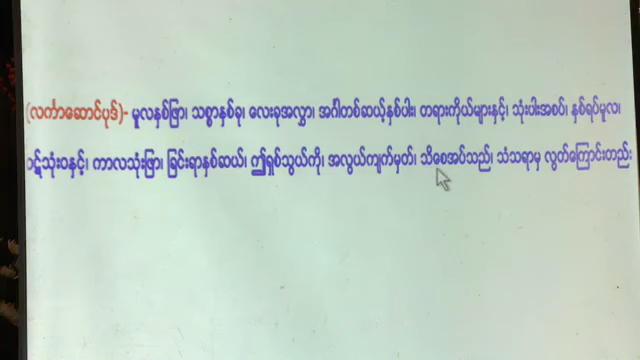 (လင်္ကာဆောင်ပုဒ်)- မူလနှစ်ဖြာ၊ သစ္စာနှစ်ခု၊ လေးခုအလွှာ၊ အင်္ဂါတစ်ဆယ့်နှစ်ပါး၊ တရားကိုယ်များနှင့်၊ သုံးပါးအစပ်၊ နှစ်ရပ်မူလ၊
ဝဋ်သုံးဝနှင့်၊ ကာလသုံးဖြာ၊ ခြင်းရာနှစ်ဆယ်၊ ဤရှုစ်သွယ်ကို၊ အလွယ်ကျက်မှတ်၊ သိစေအပ်သည်၊ သံသရာမှ လွတ်ကြောင်းတည်း